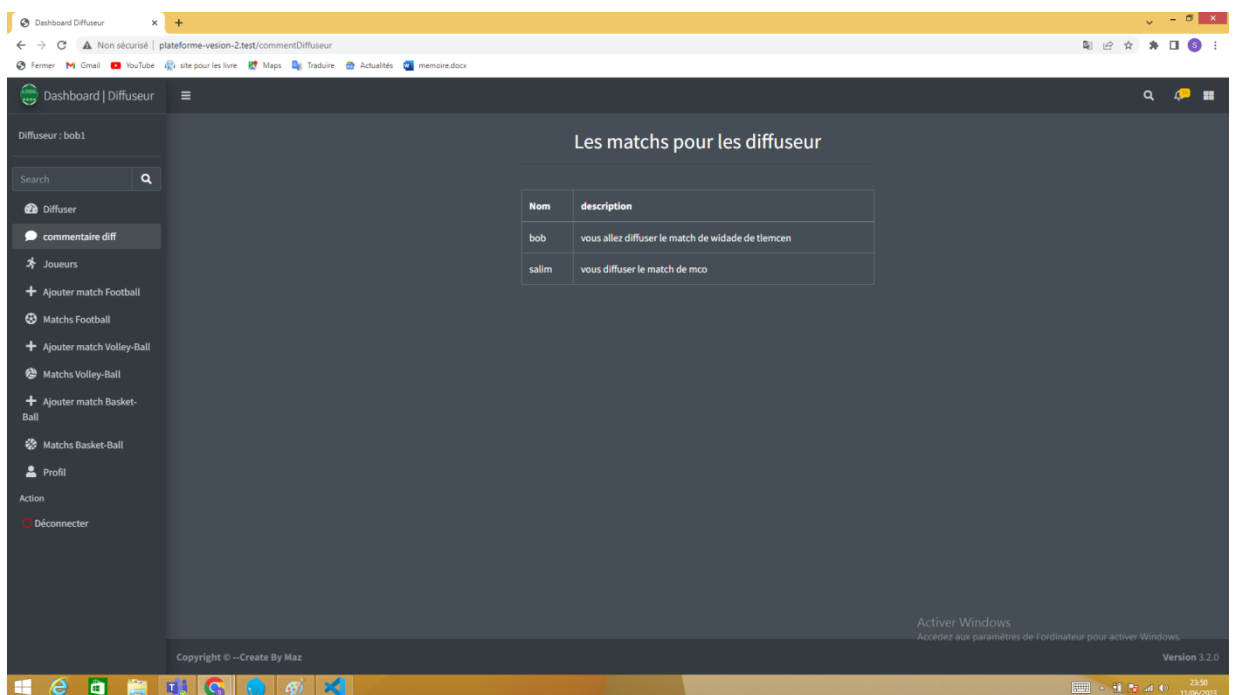 Dashboard Diffuseur
Non sécurisé | plateforme-vesion-2.test/commentDiffuseur
Fermer Gmail YouTube site pour les livre Maps Traduire Actualités memoire.docx
Dashboard | Diffuseur
Diffuseur : bob1
Search
Diffuser
commentaire diff
Joueurs
Ajouter match Football
Matchs Football
Ajouter match Volley-Ball
Matchs Volley-Ball
Ajouter match Basket-
Ball
Matchs Basket-Ball
Profil
Action
Déconnecter
Les matchs pour les diffuseur
Nom description
bob vous allez diffuser le match de widade de tlemcen
salim vous diffuser le match de mco
Activer Windows
Accédez aux paramètres de l'ordinateur pour activer Windows.
Copyright © --Create By Maz
Version 3.2.0
23:50
11/06/2023